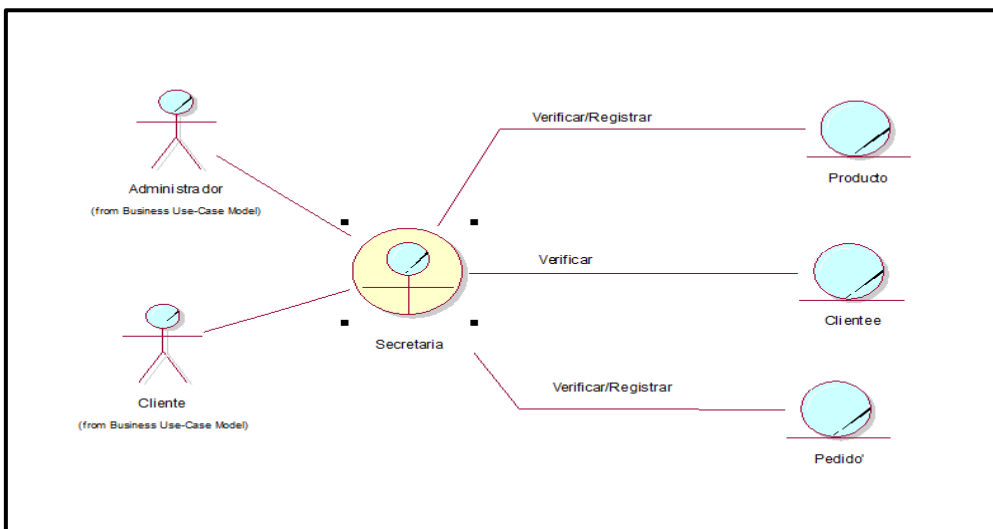 Verificar/Registrar
Producto
Administrador
(from Business Use-Case Model)
Verificar
Clientee
Secretaria
Cliente
(from Business Use-Case Model)
Verificar/Registrar
Pedido'